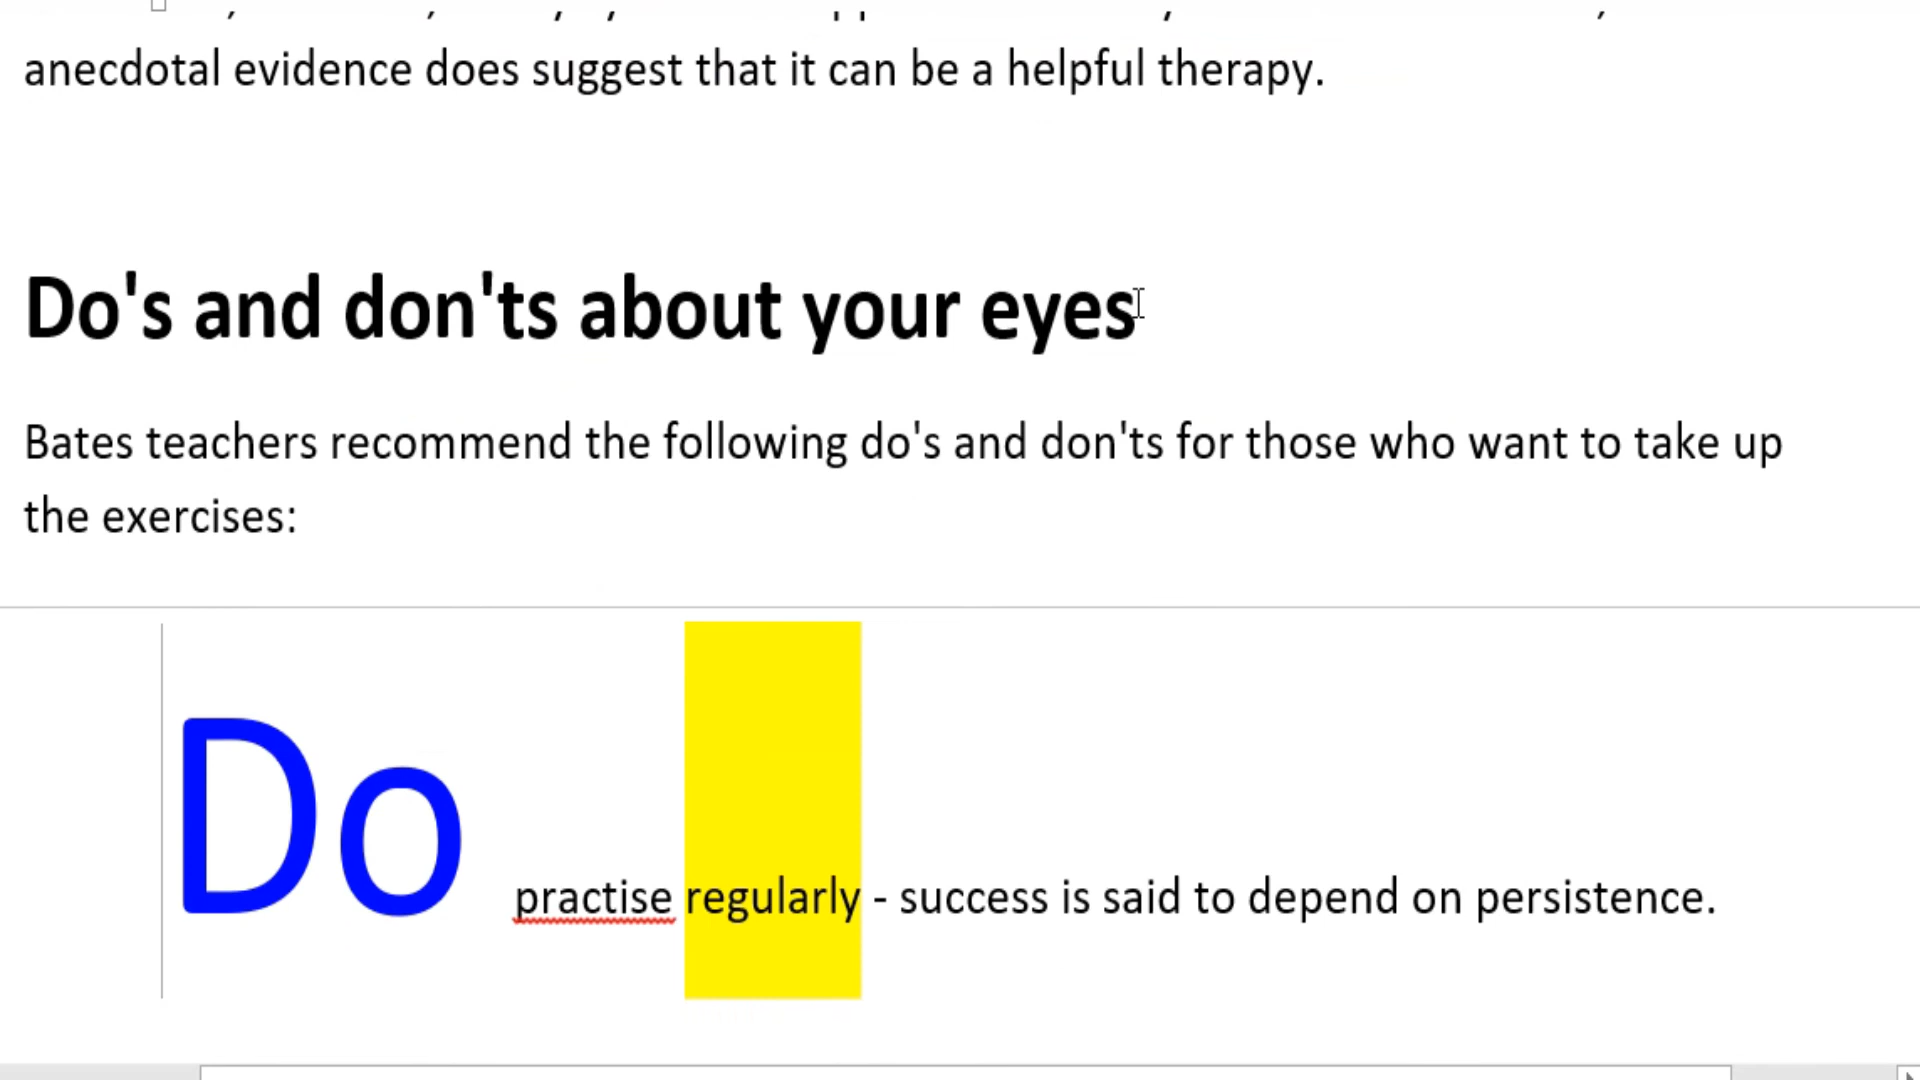 anecdotal evidence does suggest that it can be a helpful therapy.
Do's and don'ts about your eyes
Bates teachers recommend the following do's and don'ts for those who want to take up
the exercises:
Do practise regularly - success is said to depend on persistence.